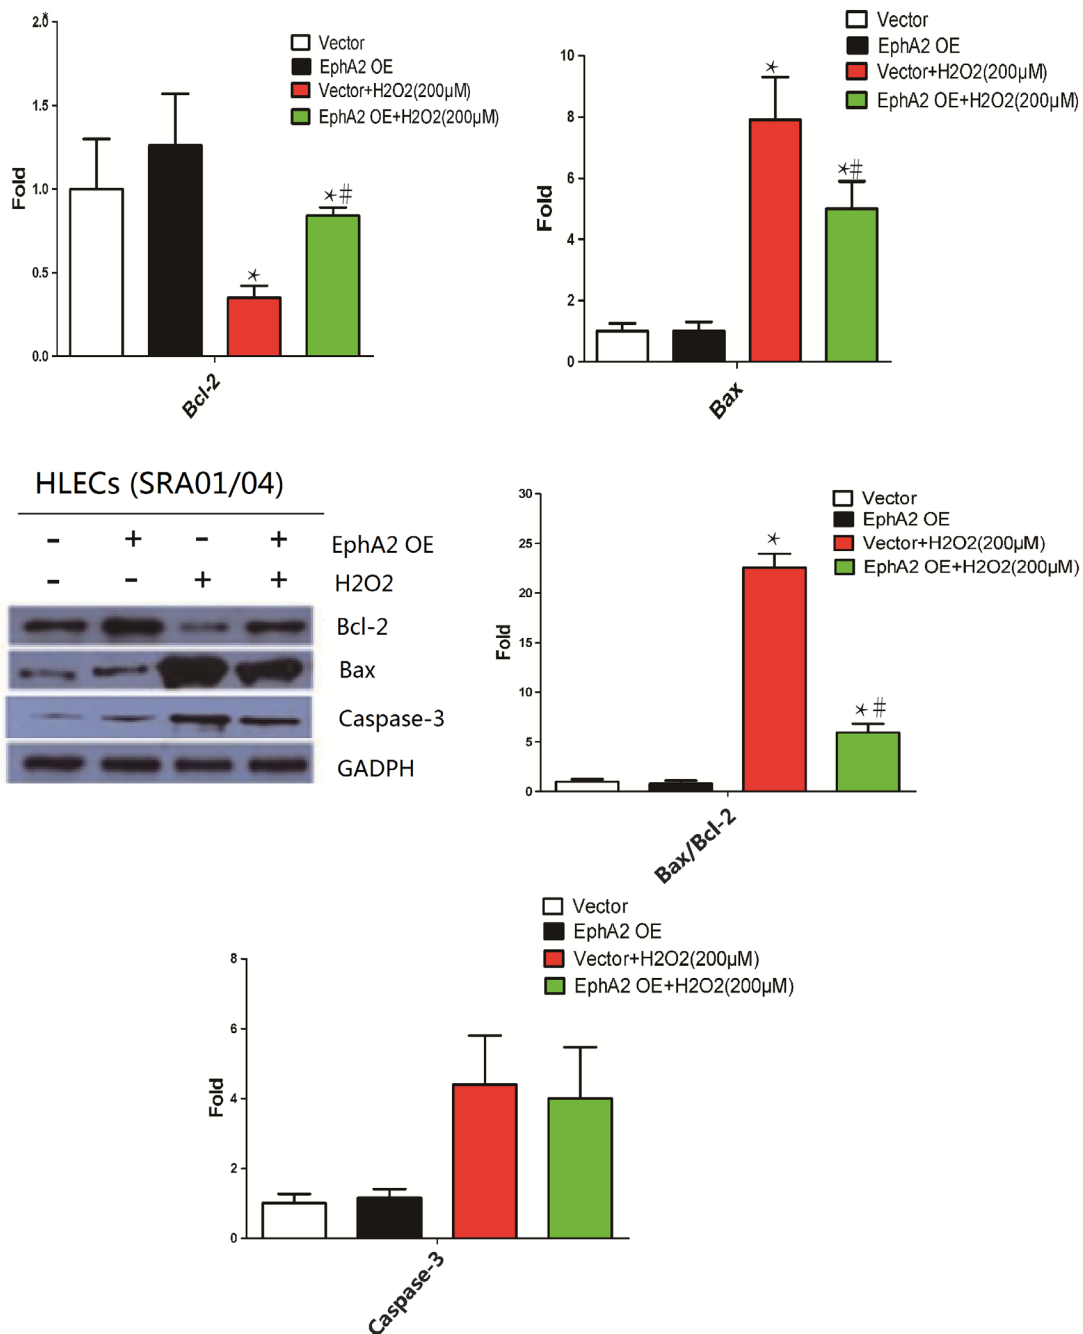 2.0
1.5
1.0
0.5
0.0
Fold
Vector
EphA2 OE
Vector+H2O2(200μM)
EphA2 OE+H2O2(200μM)
*
*#
Bcl-2
10
8
6
4
2
0
Fold
Vector
EphA2 OE
Vector+H2O2(200μM)
EphA2 OE+H2O2(200μM)
*
*#
Bax
HLECs (SRA01/04)
- + - + EphA2 OE
- - + + H2O2
Bcl-2
Bax
Caspase-3
GADPH
30
25
20
15
10
5
0
Fold
Vector
EphA2 OE
Vector+H2O2(200μM)
EphA2 OE+H2O2(200μM)
*
*#
Bax/Bcl-2
Vector
EphA2 OE
Vector+H2O2(200μM)
EphA2 OE+H2O2(200μM)
8
6
4
2
0
Fold
Caspase-3